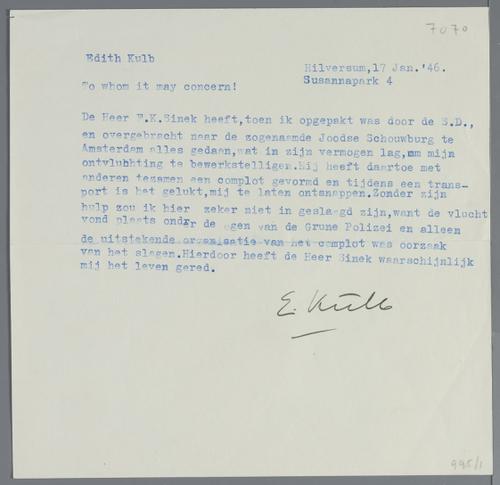 7070
Edith Kulb
Hilversum,17 Jan.'46.
Susannapark 4
To whom it may concern!
De Heer F.K.Sinek heeft,toen ik opgepakt was door de S.D.,
en overgebracht naar de zogenaamde Joodse Schouwburg te
Amsterdam alles gedaan,wat in zijn vermogen lag,mm mijn
ontvluhhting te bewerkstelligen.Hij heeft daartoe met
anderen tezamen een complot gevormd en tijdens een trans-
port is het gelukt,mij te laten ontsnappen.Zonder zijn
hulp zou ik hier zeker niet in geslaagd zijn,want de vlucht
vond plaats onder de ogen van de Grune Polizei en alleen
de uitstekende organisatie van het complot was oorzaak
van het slagen.Hierdoor heeft de Heer Sinek waarschijnlijk
mij het leven gered.
E. Kulb
995/1